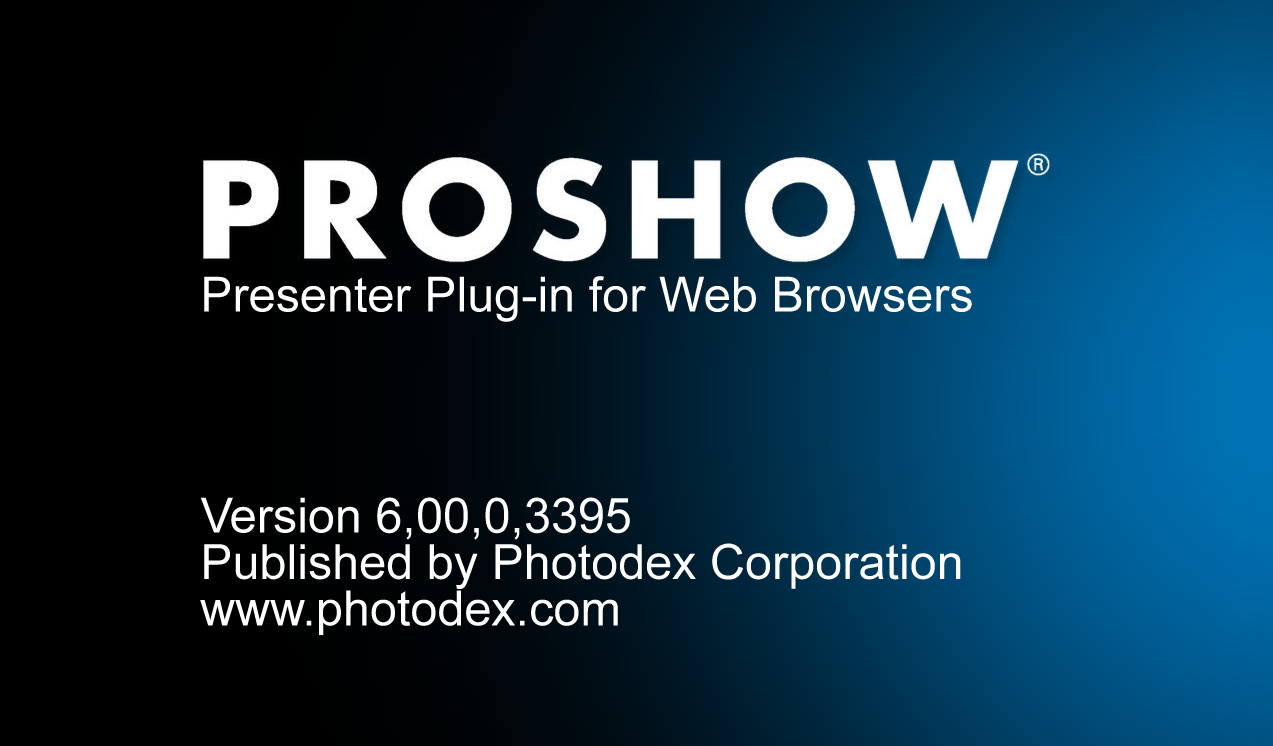 PROSHOW®
Presenter Plug-in for Web Browsers
Version 6,00,0,3395
Published by Photodex Corporation
www.photodex.com